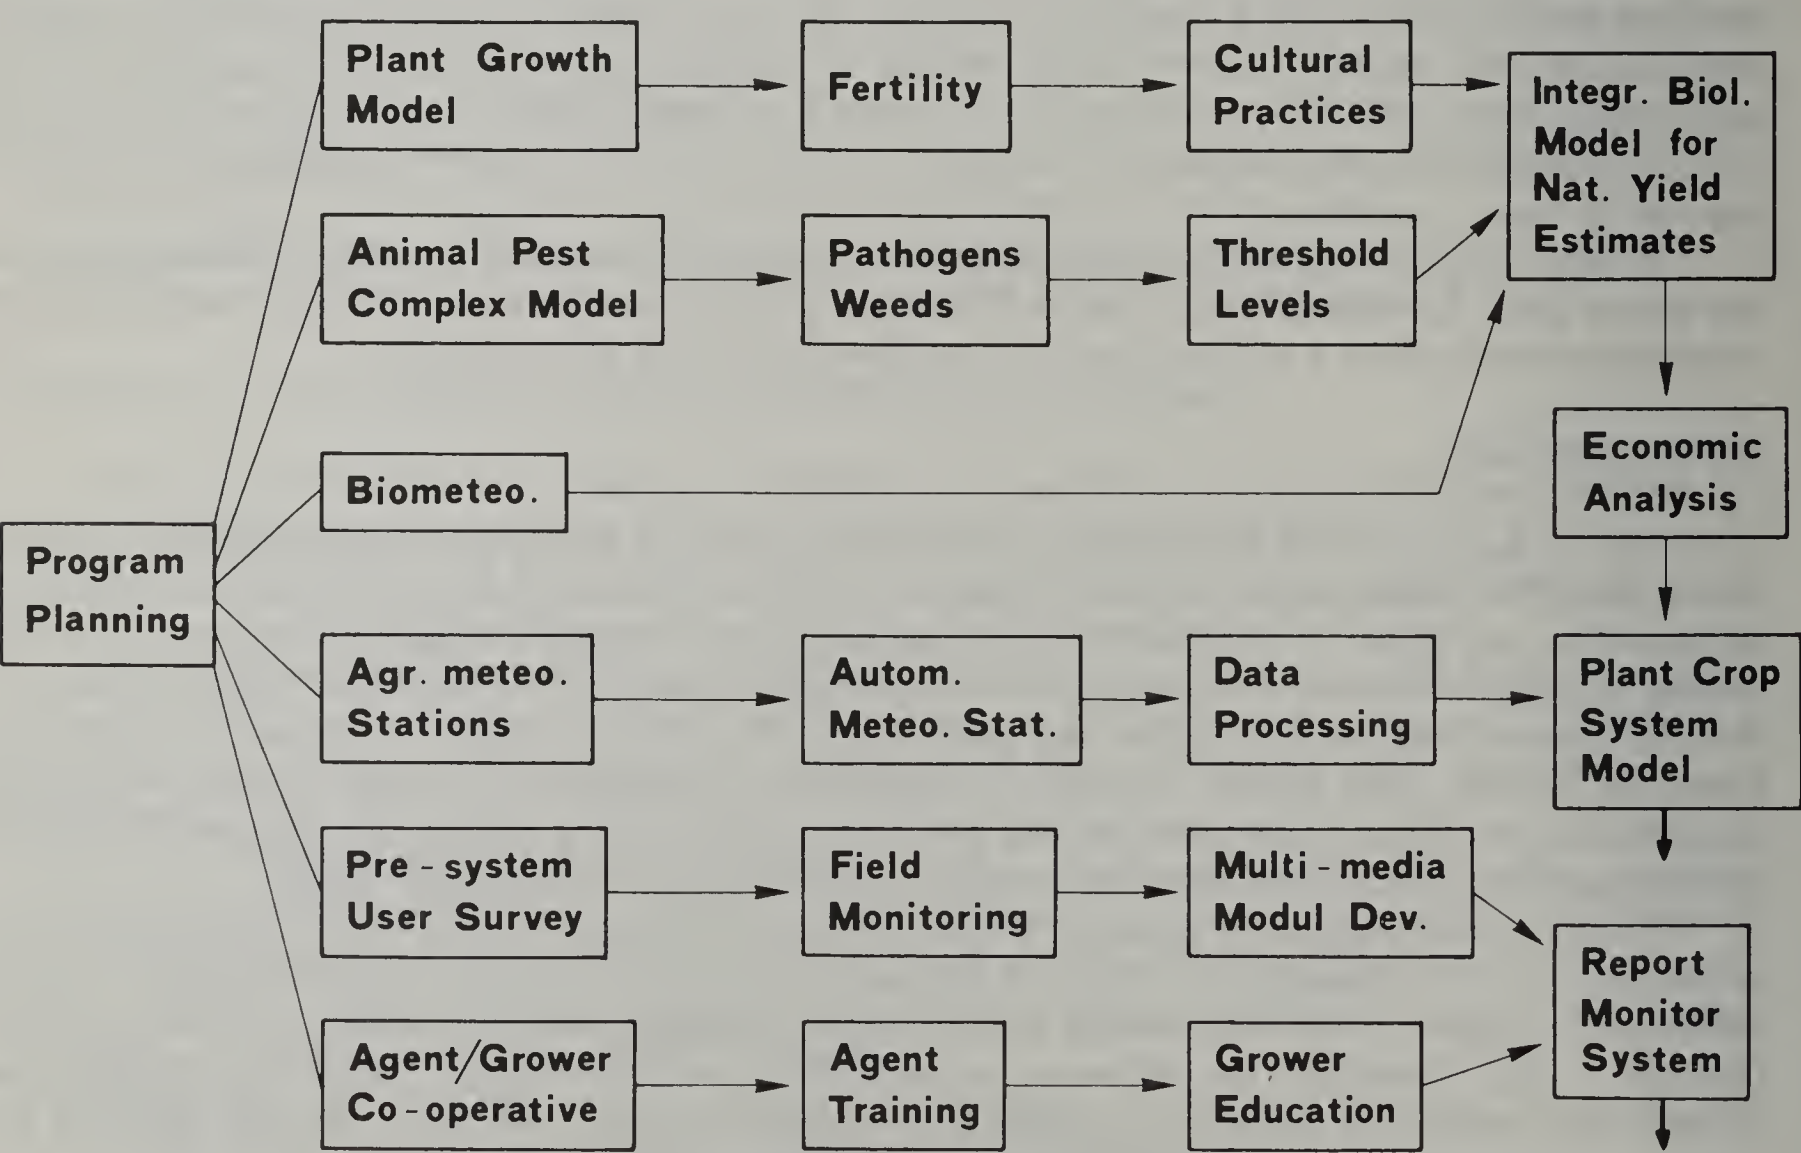 Plant Growth
Model
Fertility
Cultural
Practices
Integr. Biol.
Model for
Nat. Yield
Estimates
Animal Pest
Complex Model
Pathogens
Weeds
Threshold
Levels
Biometeo.
Economic
Analysis
Program
Planning
Agr. meteo.
Stations
Autom.
Meteo. Stat.
Data
Processing
Plant Crop
System
Model
Pre-system
User Survey
Field
Monitoring
Multi-media
Modul Dev.
Report
Monitor
System
Agent/Grower
Co-operative
Agent
Training
Grower
Education